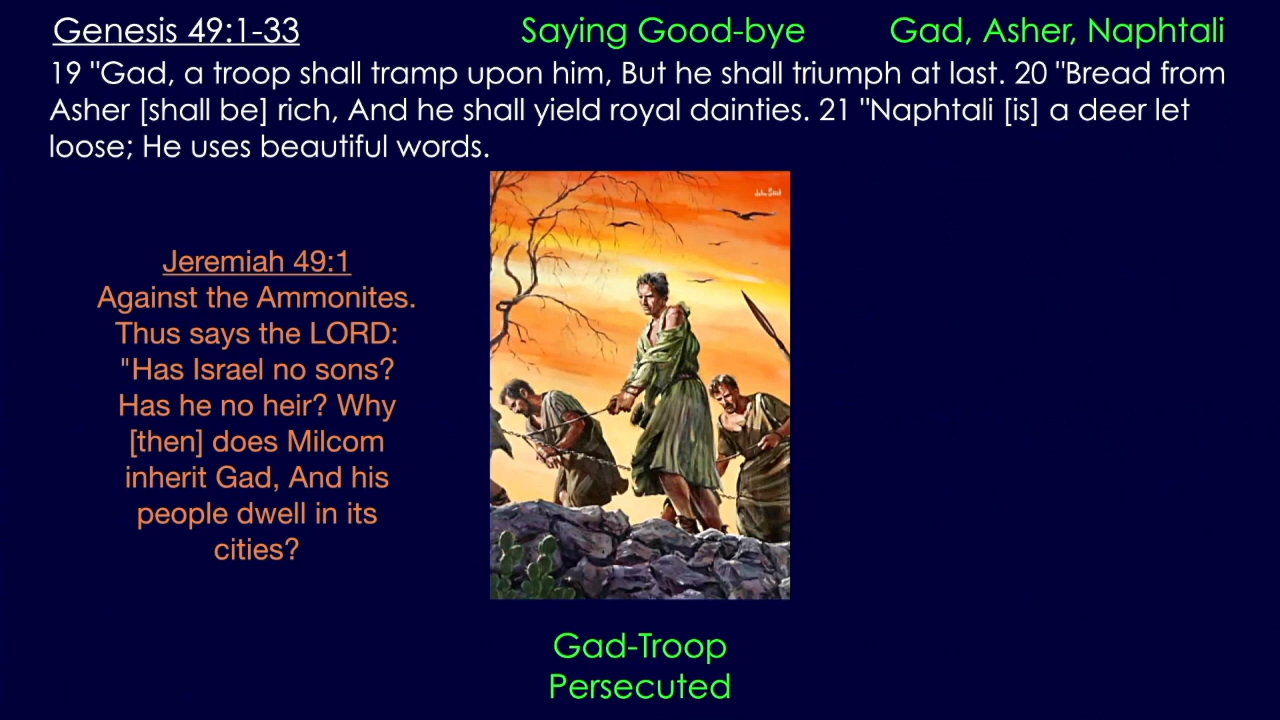 Genesis 49:1-33
Saying Good-bye
Gad, Asher, Naphtali
19 "Gad, a troop shall tramp upon him, But he shall triumph at last. 20 "Bread from
Asher [shall be] rich, And he shall yield royal dainties. 21 "Naphtali [is] a deer let
loose; He uses beautiful words.
Jeremiah 49:1
Against the Ammonites.
Thus says the LORD:
"Has Israel no sons?
Has he no heir? Why
[then] does Milcom
inherit Gad, And his
people dwell in its
cities?
Gad-Troop
Persecuted